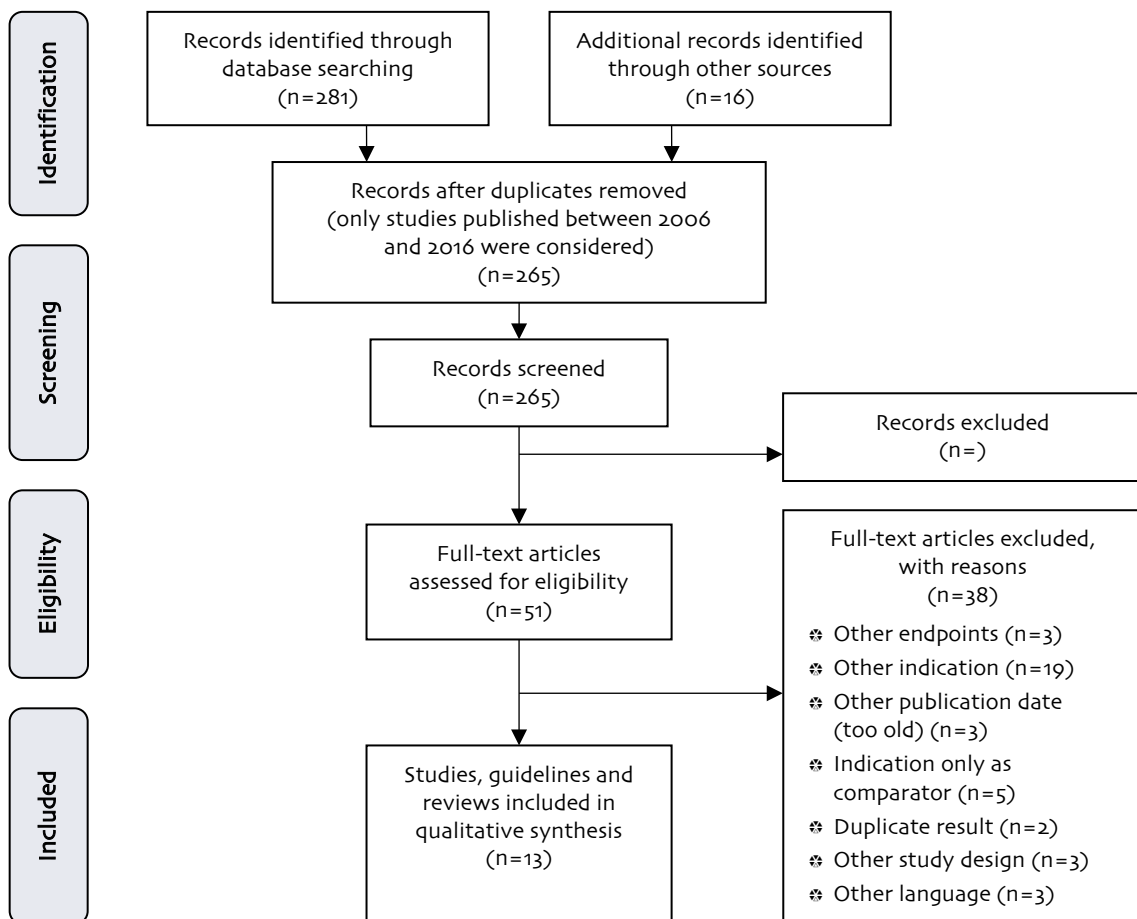 Identification
Records identified through
database searching
(n=281)
Additional records identified
through other sources
(n=16)
Records after duplicates removed
(only studies published between 2006
and 2016 were considered)
(n=265)
Screening
Records screened
(n=265)
Records excluded
(n=)
Eligibility
Full-text articles
assessed for eligibility
(n=51)
Full-text articles excluded,
with reasons
(n=38)
Other endpoints (n=3)
Other indication (n=19)
Other publication date
(too old) (n=3)
Indication only as
comparator (n=5)
Duplicate result (n=2)
Other study design (n=3)
Other language (n=3)
Included
Studies, guidelines and
reviews included in
qualitative synthesis
(n=13)